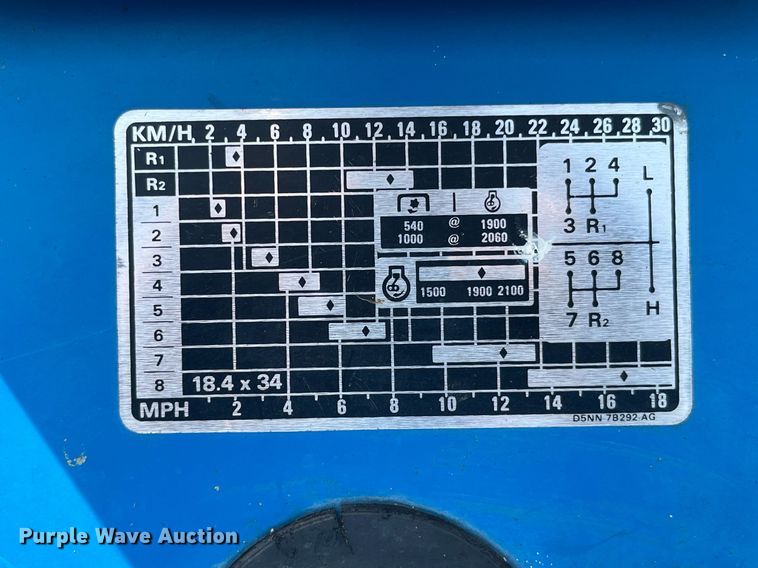 KM/H 2 4 6 8 10 12 14 16 18 20 22 24 26 28 30
R1
R2
1
2
3
4
5
6
7
8
18.4 x 34
540 @ 1900
1000 @ 2060
1500 1900 2100
1 2 4 L
3 R1
5 6 8
7 R2 H
MPH 2 4 6 8 10 12 14 16 18
D5NN 7B292-AG
Purple Wave Auction